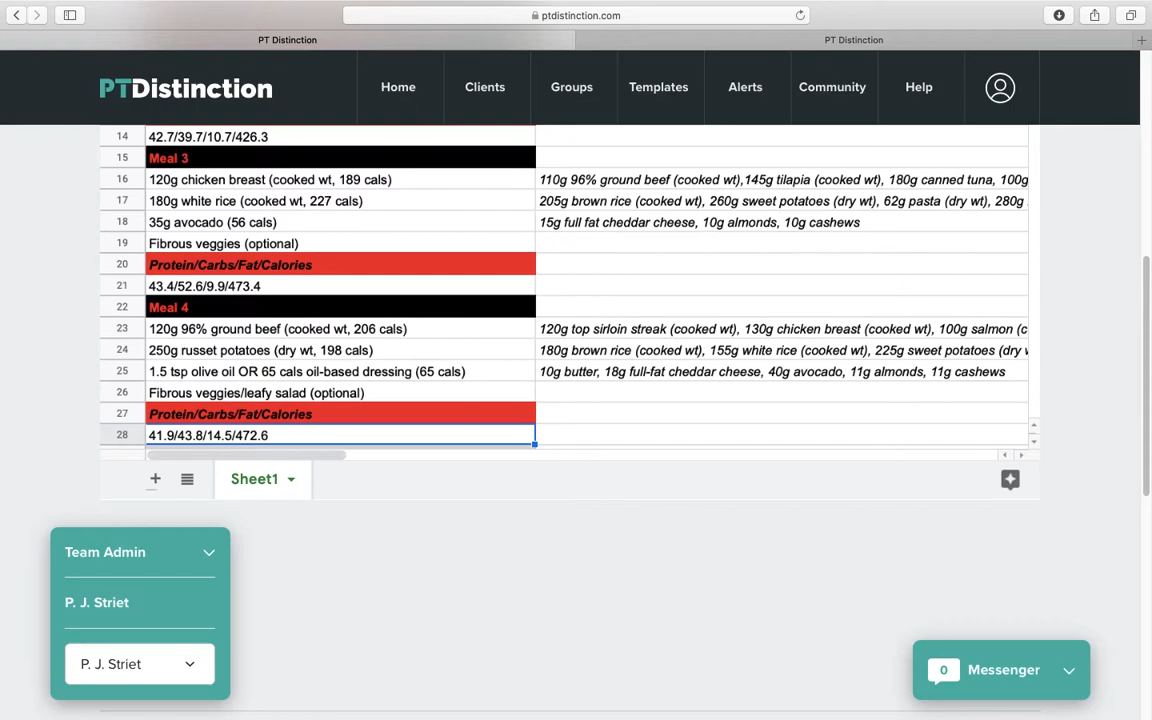 ptdistinction.com
PT Distinction
PT Distinction
PTDistinction
Home
Clients
Groups
Templates
Alerts
Community
Help
14 42.7/39.7/10.7/426.3
15 Meal 3
16 120g chicken breast (cooked wt, 189 cals) 110g 96% ground beef (cooked wt),145g tilapia (cooked wt), 180g canned tuna, 100g
17 180g white rice (cooked wt, 227 cals) 205g brown rice (cooked wt), 260g sweet potatoes (dry wt), 62g pasta (dry wt), 280g
18 35g avocado (56 cals) 15g full fat cheddar cheese, 10g almonds, 10g cashews
19 Fibrous veggies (optional)
20 Protein/Carbs/Fat/Calories
21 43.4/52.6/9.9/473.4
22 Meal 4
23 120g 96% ground beef (cooked wt, 206 cals) 120g top sirloin streak (cooked wt), 130g chicken breast (cooked wt), 100g salmon (c
24 250g russet potatoes (dry wt, 198 cals) 180g brown rice (cooked wt), 155g white rice (cooked wt), 225g sweet potatoes (dry w
25 1.5 tsp olive oil OR 65 cals oil-based dressing (65 cals) 10g butter, 18g full-fat cheddar cheese, 40g avocado, 11g almonds, 11g cashews
26 Fibrous veggies/leafy salad (optional)
27 Protein/Carbs/Fat/Calories
28 41.9/43.8/14.5/472.6
Sheet1
Team Admin
P. J. Striet
P. J. Striet
0 Messenger